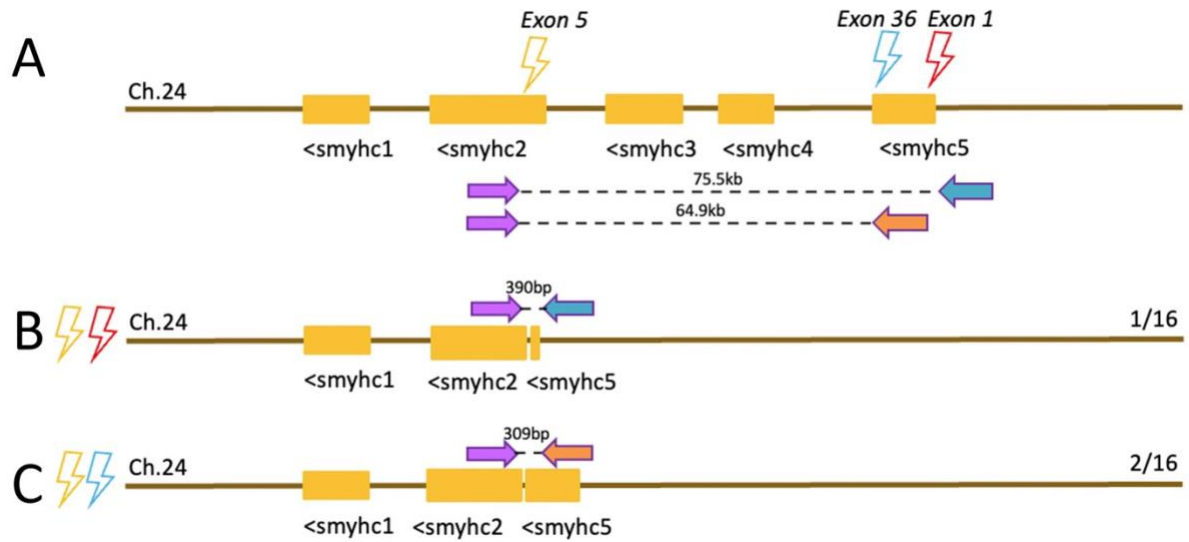 A
Exon 5
Exon 36 Exon 1
Ch.24
<smyhc1 <smyhc2 <smyhc3 <smyhc4 <smyhc5
75.5kb
64.9kb
390bp
B
Ch.24
1/16
<smyhc1 <smyhc2 <smyhc5
309bp
C
Ch.24
2/16
<smyhc1 <smyhc2 <smyhc5